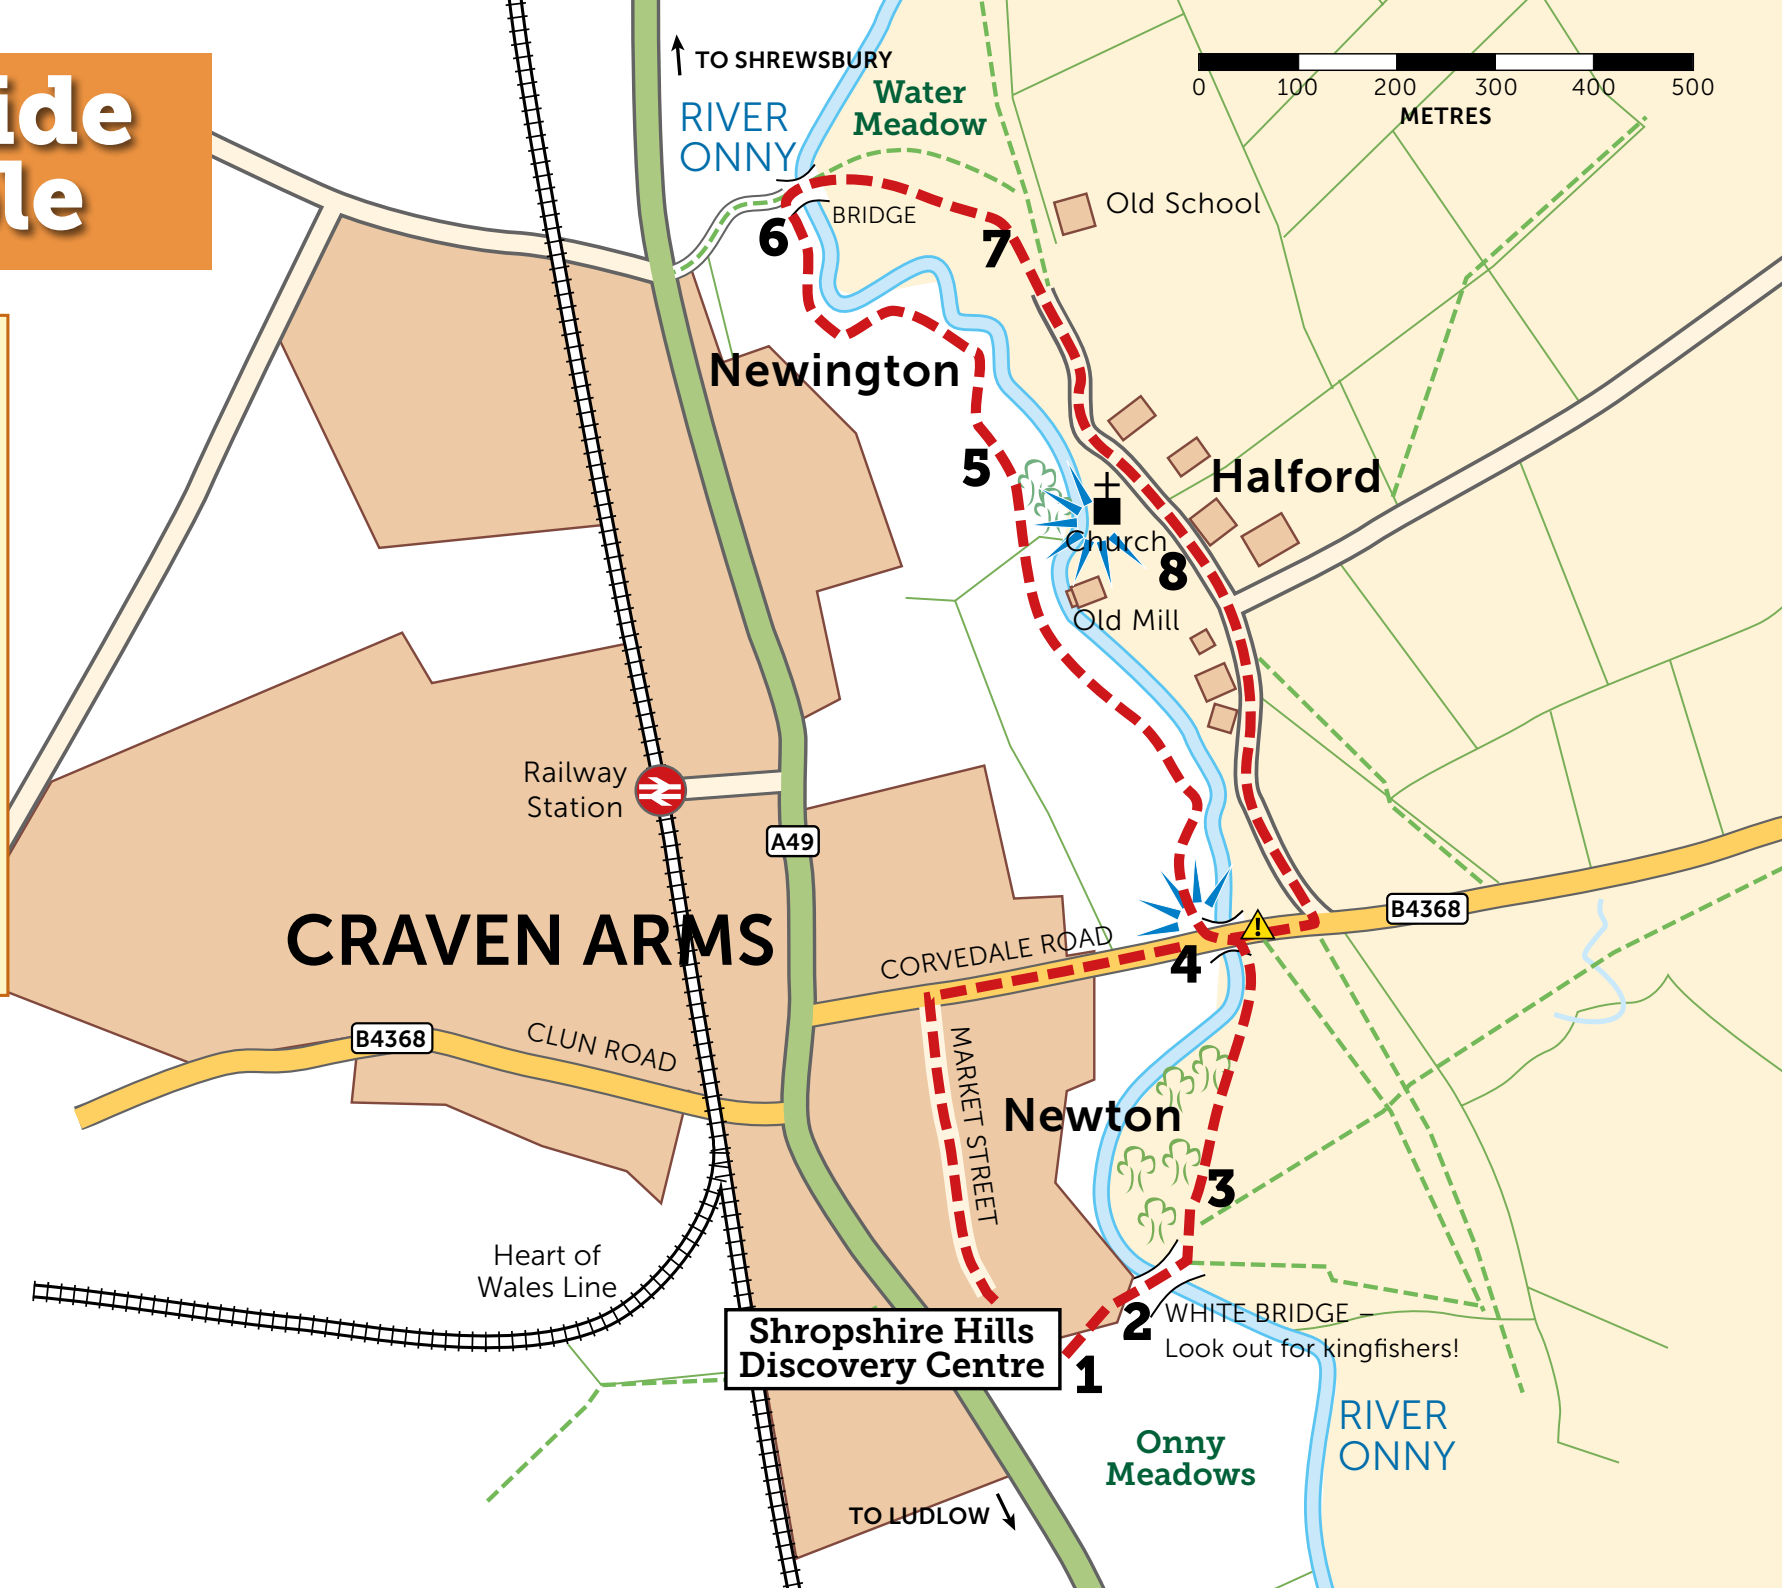 ide
le
TO SHREWSBURY
RIVER
ONNY
Water
Meadow
0 100 200 300 400 500
METRES
Old School
BRIDGE
6
7
Newington
5
Halford
Church
8
Old Mill
Railway
Station
A49
CRAVEN ARMS
CORVEDALE ROAD
4
!
B4368
B4368
CLUN ROAD
MARKET STREET
Newton
3
Heart of
Wales Line
Shropshire Hills
Discovery Centre
1
2
WHITE BRIDGE –
Look out for kingfishers!
RIVER
ONNY
Onny
Meadows
TO LUDLOW